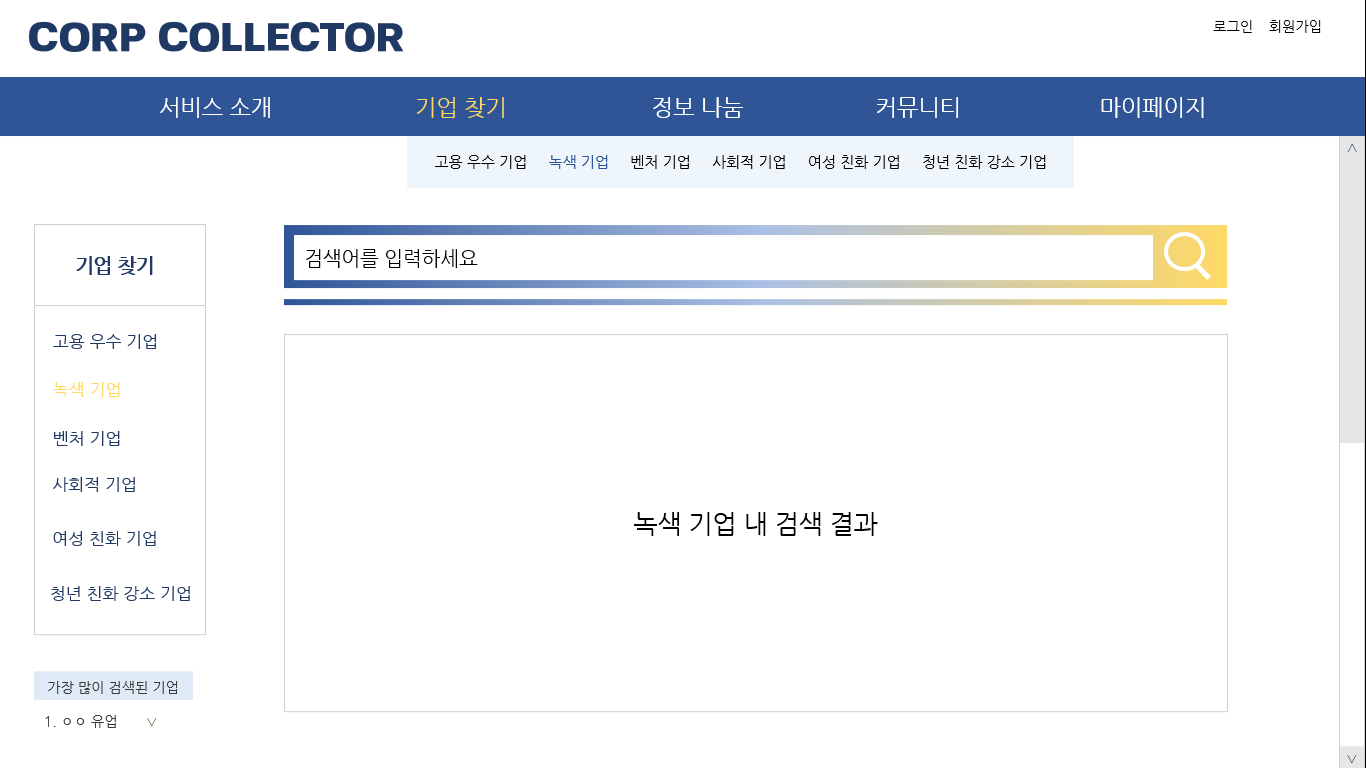 CORP COLLECTOR
로그인 회원가입
서비스 소개 기업 찾기 정보 나눔 커뮤니티 마이페이지
고용 우수 기업 녹색 기업 벤처 기업 사회적 기업 여성 친화 기업 청년 친화 강소 기업
기업 찾기
고용 우수 기업
녹색 기업
벤처 기업
사회적 기업
여성 친화 기업
청년 친화 강소 기업
가장 많이 검색된 기업
1. ㅇㅇ 유업
검색어를 입력하세요
녹색 기업 내 검색 결과